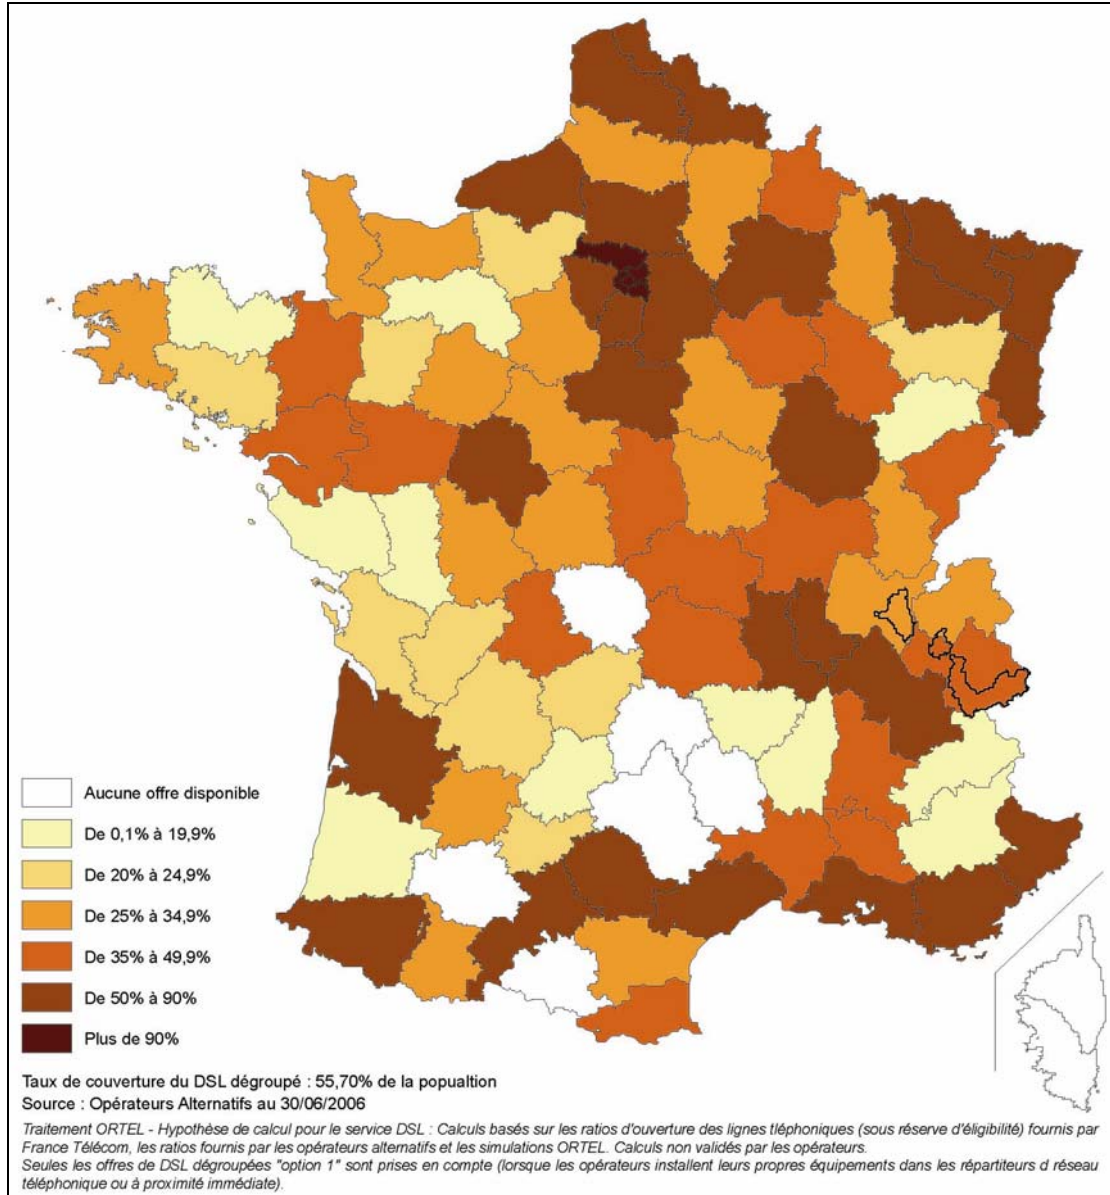 Aucune offre disponible
De 0,1% à 19,9%
De 20% à 24,9%
De 25% à 34,9%
De 35% à 49,9%
De 50% à 90%
Plus de 90%
Taux de couverture du DSL dégroupé : 55,70% de la popualtion
Source : Opérateurs Alternatifs au 30/06/2006
Traitement ORTEL - Hypothèse de calcul pour le service DSL : Calculs basés sur les ratios d'ouverture des lignes tléphoniques (sous réserve d'éligibilité) fournis par
France Télécom, les ratios fournis par les opérateurs alternatifs et les simulations ORTEL. Calculs non validés par les opérateurs.
Seules les offres de DSL dégroupées "option 1" sont prises en compte (lorsque les opérateurs installent leurs propres équipements dans les répartiteurs d réseau
téléphonique ou à proximité immédiate).